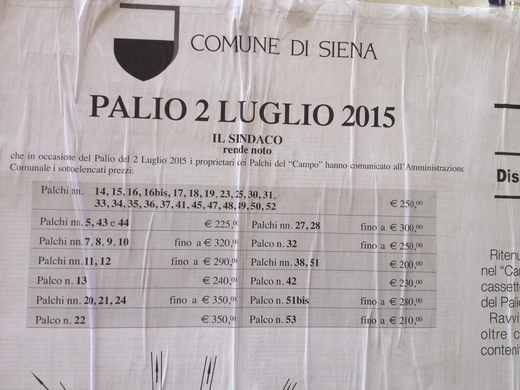 COMUNE DI SIENA
PALIO 2 LUGLIO 2015
IL SINDACO
rende noto
che in occasione del Palio del 2 Luglio 2015 i proprietari dei Palchi del "Campo" hanno comunicato all'Amministrazione
Comunale i sotoelencati prezzi:
Palchi nn. 14, 15, 16, 16bis, 17, 18, 19, 23, 25, 30, 31,
33, 34, 35, 36, 37, 41, 45, 47, 48, 49, 50, 52 € 250,00
Palchi nn. 5, 43 e 44 € 225,00 Palchi nn. 27, 28 fino a € 300,00
Palchi nn. 7, 8, 9, 10 fino a € 320,00 Palco n. 32 fino a € 250,00
Palchi nn. 11, 12 fino a € 290,00 Palchi nn. 38, 51 € 200,00
Palco n. 13 € 240,00 Palco n. 42 € 230,00
Palchi nn. 20, 21, 24 fino a € 350,00 Palco n. 51bis fino a € 280,00
Palco n. 22 € 350,00 Palco n. 53 fino a € 210,00
Dis
Ritenu
nel "Ca
cassett
del Pali
Ravvi
oltre c
conteni